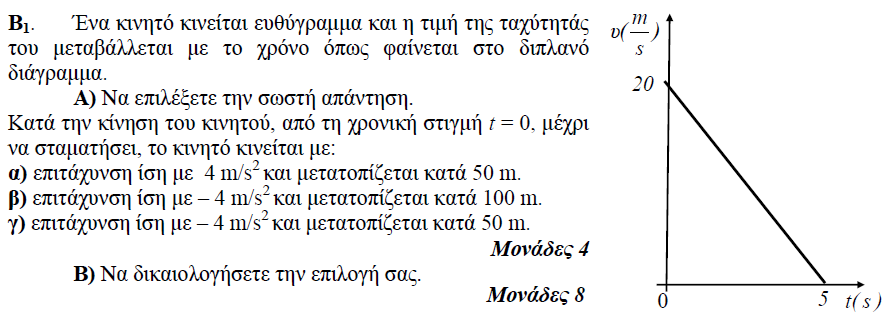 Β1. Ένα κινητό κινείται ευθύγραμμα και η τιμή της ταχύτητάς
του μεταβάλλεται με το χρόνο όπως φαίνεται στο διπλανό
διάγραμμα.
Α) Να επιλέξετε την σωστή απάντηση.
Κατά την κίνηση του κινητού, από τη χρονική στιγμή t = 0, μέχρι
να σταματήσει, το κινητό κινείται με:
α) επιτάχυνση ίση με 4 m/s² και μετατοπίζεται κατά 50 m.
β) επιτάχυνση ίση με – 4 m/s² και μετατοπίζεται κατά 100 m.
γ) επιτάχυνση ίση με – 4 m/s² και μετατοπίζεται κατά 50 m.
Μονάδες 4
Β) Να δικαιολογήσετε την επιλογή σας.
Μονάδες 8
υ(m/s)
20
0 5 t(s)